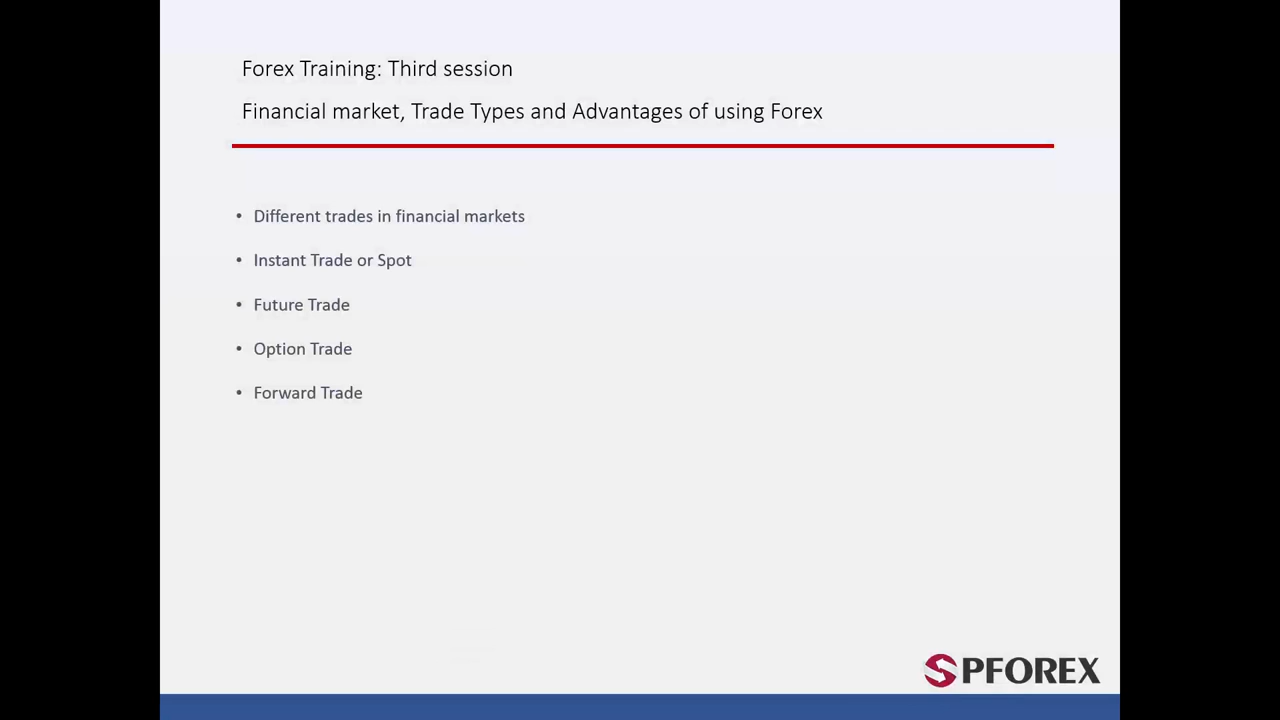 Forex Training: Third session
Financial market, Trade Types and Advantages of using Forex
• Different trades in financial markets
• Instant Trade or Spot
• Future Trade
• Option Trade
• Forward Trade
SPFOREX